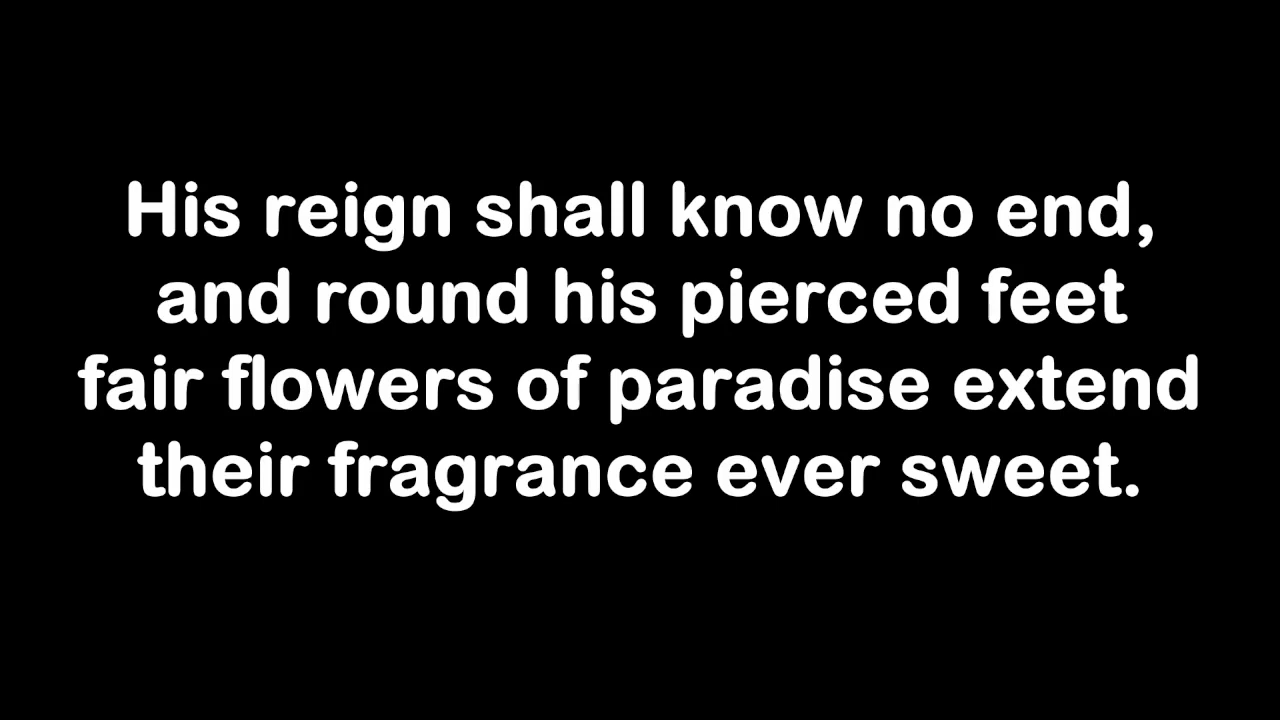 His reign shall know no end,
and round his pierced feet
fair flowers of paradise extend
their fragrance ever sweet.